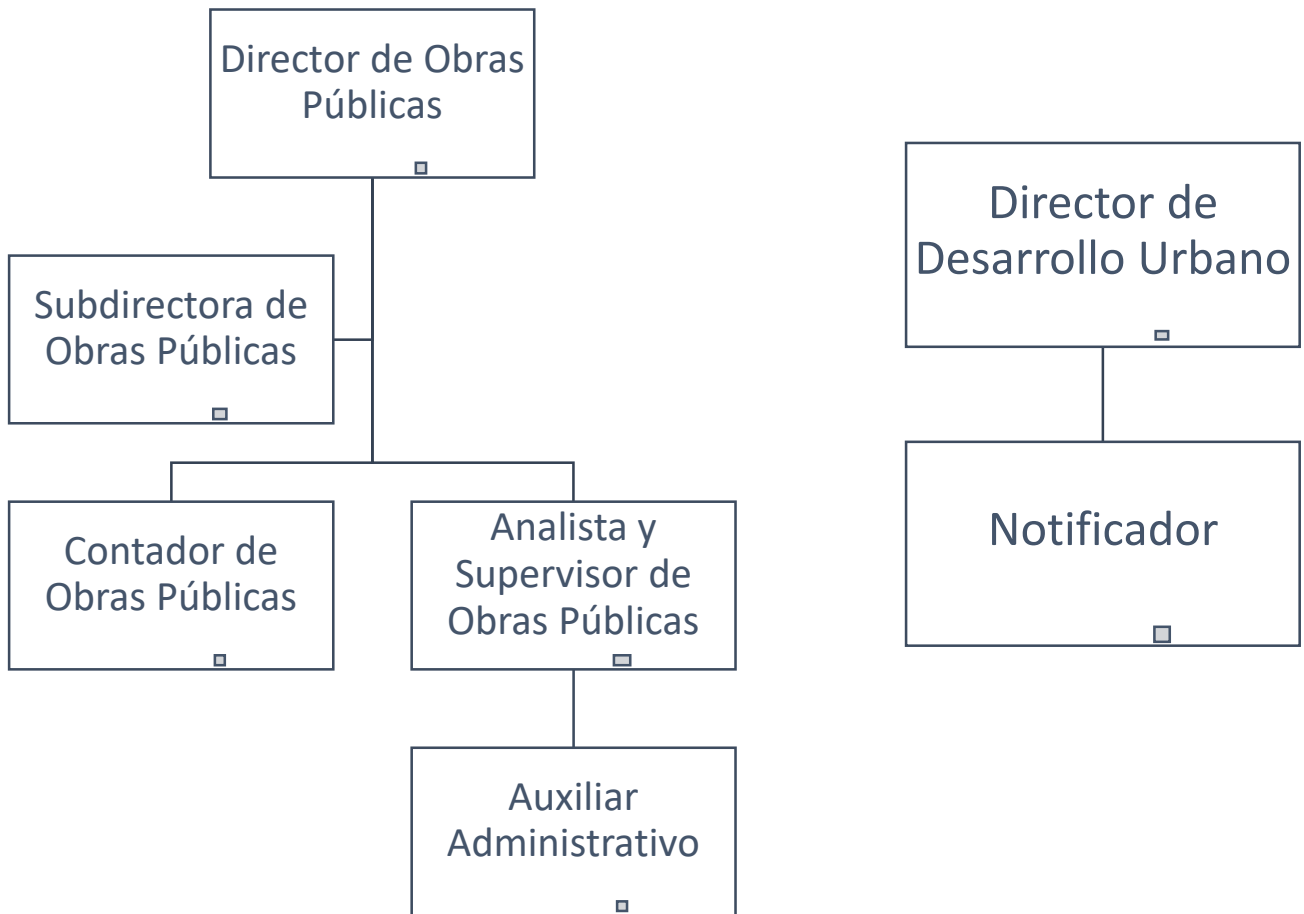 Director de Obras
Públicas
Subdirectora de
Obras Públicas
Contador de
Obras Públicas
Analista y
Supervisor de
Obras Públicas
Auxiliar
Administrativo
Director de
Desarrollo Urbano
Notificador